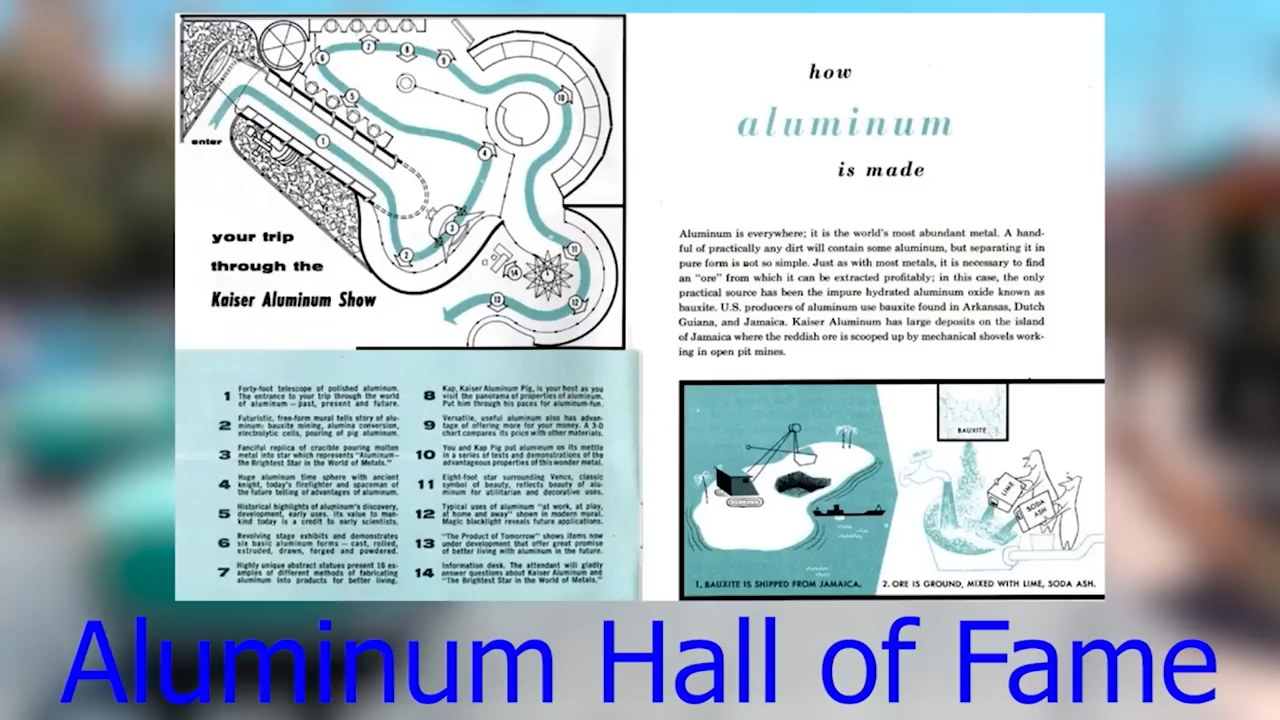 enter
your trip
through the
Kaiser Aluminum Show
1 Forty-foot telescope of polished aluminum.
The entrance to your trip through the world
of aluminum — past, present and future.
2 Futuristic, free-form mural tells story of alu-
minum: bauxite mining, alumina conversion,
electrolytic cells, pouring of pig aluminum.
3 Fanciful replica of crucible pouring molten
metal into star which represents "Aluminum—
the Brightest Star in the World of Metals."
4 Huge aluminum time sphere with ancient
knight, today's firefighter and spaceman of
the future telling of advantages of aluminum.
5 Historical highlights of aluminum's discovery,
development, early uses. Its value to man-
kind today is a credit to early scientists.
6 Revolving stage exhibits and demonstrates
six basic aluminum forms — cast, rolled,
extruded, drawn, forged and powdered.
7 Highly unique abstract statues present 16 ex-
amples of different methods of fabricating
aluminum into products for better living.
8 Kap, Kaiser Aluminum Pig, is your host as you
visit the panorama of properties of aluminum.
Put him through his paces for aluminum-fun.
9 Versatile, useful aluminum also has advan-
tage of offering more for your money. A 3-D
chart compares its price with other materials.
10 You and Kap Pig put aluminum on its mettle
in a series of tests and demonstrations of the
advantageous properties of this wonder metal.
11 Eight-foot star surrounding Venus, classic
symbol of beauty, reflects beauty of alu-
minum for utilitarian and decorative uses.
12 Typical uses of aluminum "at work, at play,
at home and away" shown in modern mural.
Magic blacklight reveals future applications.
13 "The Product of Tomorrow" shows items now
under development that offer great promise
of better living with aluminum in the future.
14 Information desk. The attendant will gladly
answer questions about Kaiser Aluminum and
"The Brightest Star in the World of Metals."
how
aluminum
is made
Aluminum is everywhere; it is the world's most abundant metal. A hand-
ful of practically any dirt will contain some aluminum, but separating it in
pure form is not so simple. Just as with most metals, it is necessary to find
an "ore" from which it can be extracted profitably; in this case, the only
practical source has been the impure hydrated aluminum oxide known as
bauxite. U.S. producers of aluminum use bauxite found in Arkansas, Dutch
Guiana, and Jamaica. Kaiser Aluminum has large deposits on the island
of Jamaica where the reddish ore is scooped up by mechanical shovels work-
ing in open pit mines.
BAUXITE
LIME
SODA
ASH
1. BAUXITE IS SHIPPED FROM JAMAICA.
2. ORE IS GROUND, MIXED WITH LIME, SODA ASH.
Aluminum Hall of Fame